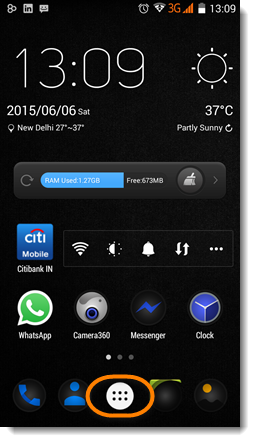 3G 13:09
13:09
2015/06/06 Sat
37°C
New Delhi 27°~37°
Partly Sunny
RAM Used:1.27GB Free:673MB
citi
Mobile
Citibank IN
WhatsApp Camera360 Messenger Clock